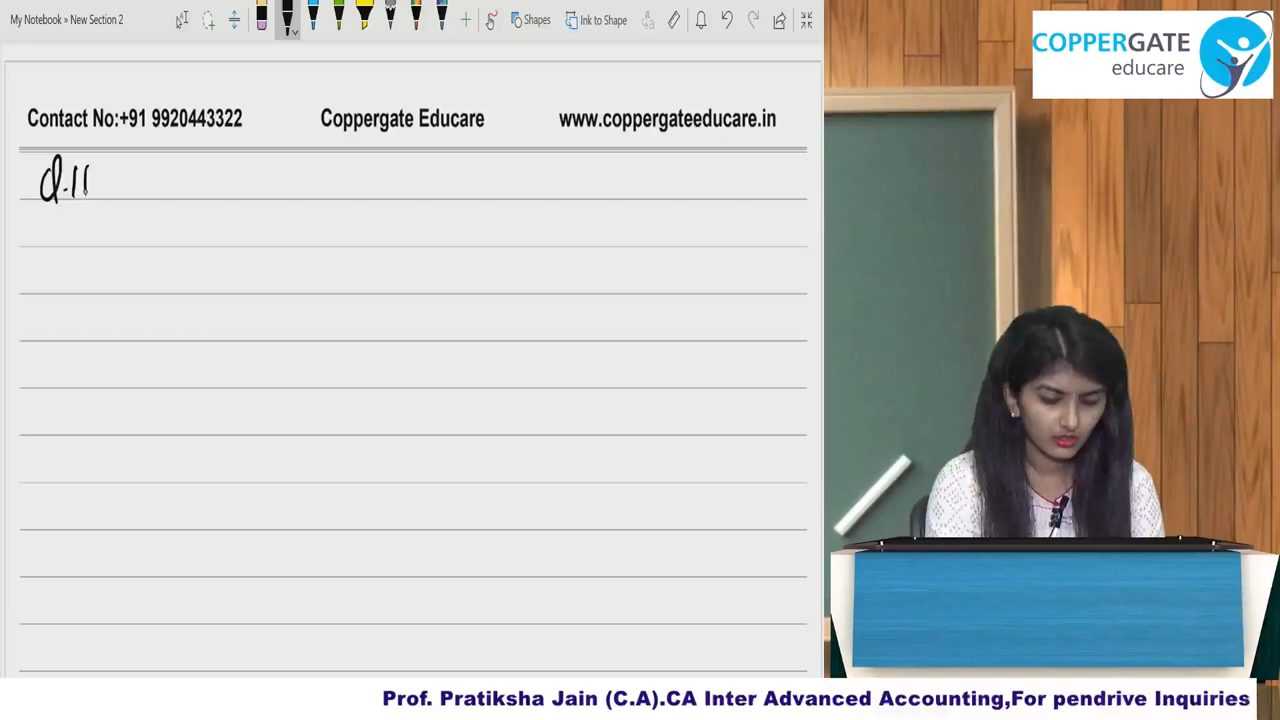 My Notebook » New Section 2
Shapes
Ink to Shape
COPPERGATE
educare
Contact No:+91 9920443322
Coppergate Educare
www.coppergateeducare.in
Q.11
Prof. Pratiksha Jain (C.A).CA Inter Advanced Accounting,For pendrive Inquiries